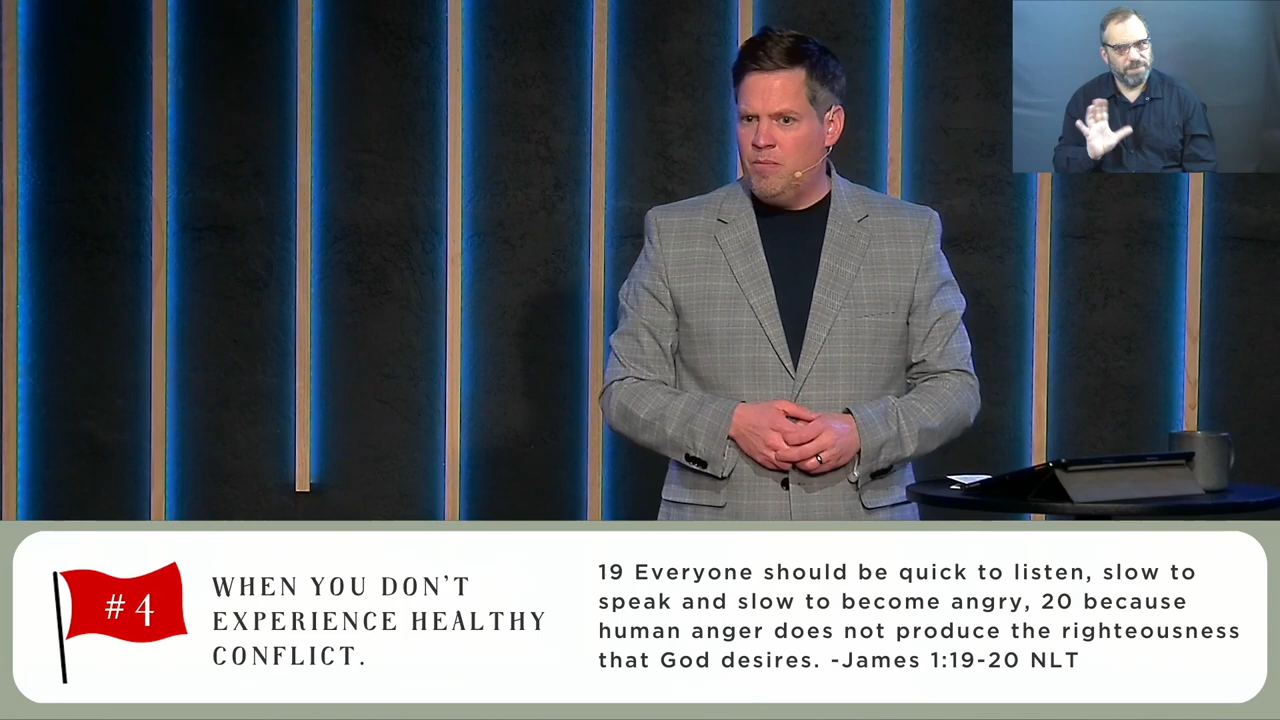 # 4
WHEN YOU DON'T
EXPERIENCE HEALTHY
CONFLICT.
19 Everyone should be quick to listen, slow to
speak and slow to become angry, 20 because
human anger does not produce the righteousness
that God desires. -James 1:19-20 NLT